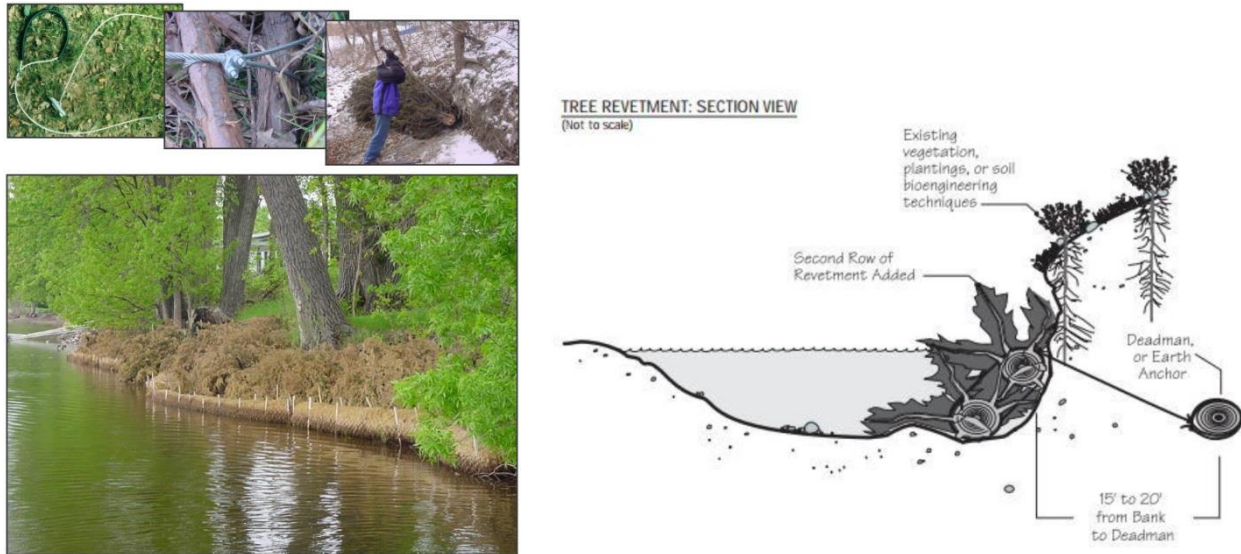 TREE REVETMENT: SECTION VIEW
(Not to scale)
Existing
vegetation,
plantings, or soil
bioengineering
techniques
Second Row of
Revetment Added
Deadman,
or Earth
Anchor
15' to 20'
from Bank
to Deadman